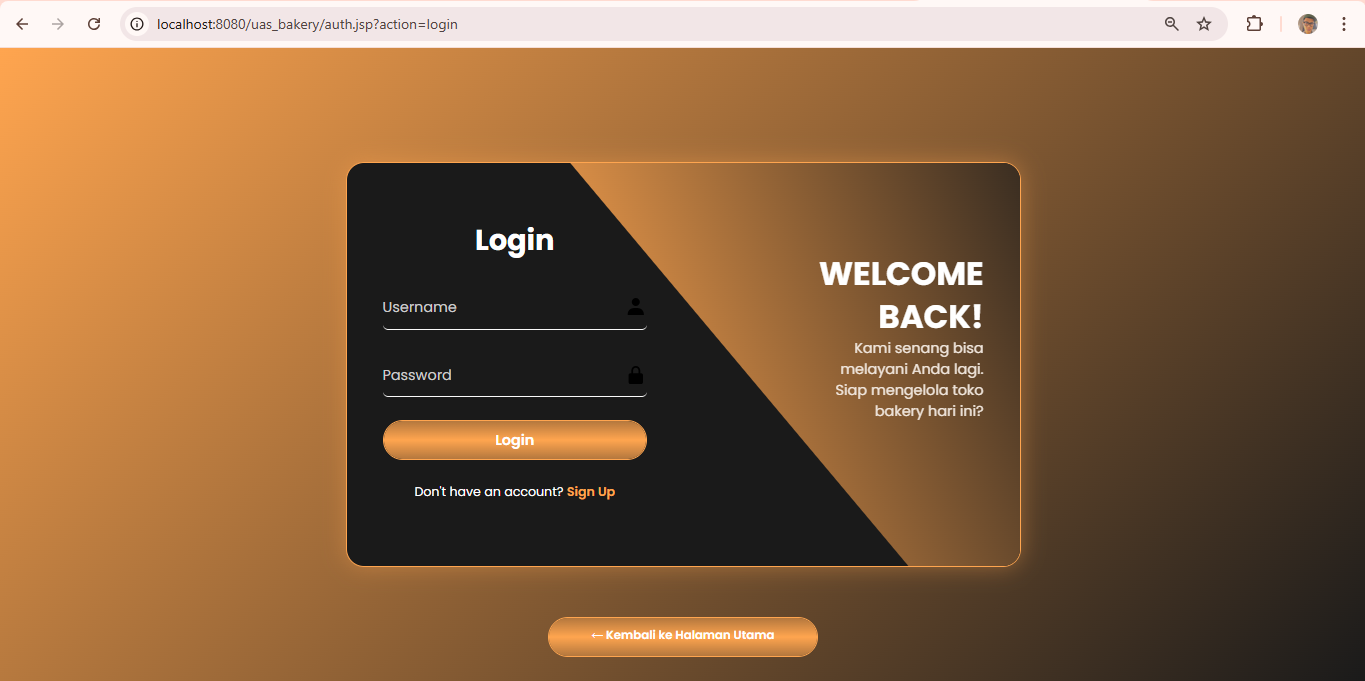 localhost:8080/uas_bakery/auth.jsp?action=login
Login
Username
Password
Login
Don't have an account? Sign Up
WELCOME
BACK!
Kami senang bisa
melayani Anda lagi.
Siap mengelola toko
bakery hari ini?
← Kembali ke Halaman Utama